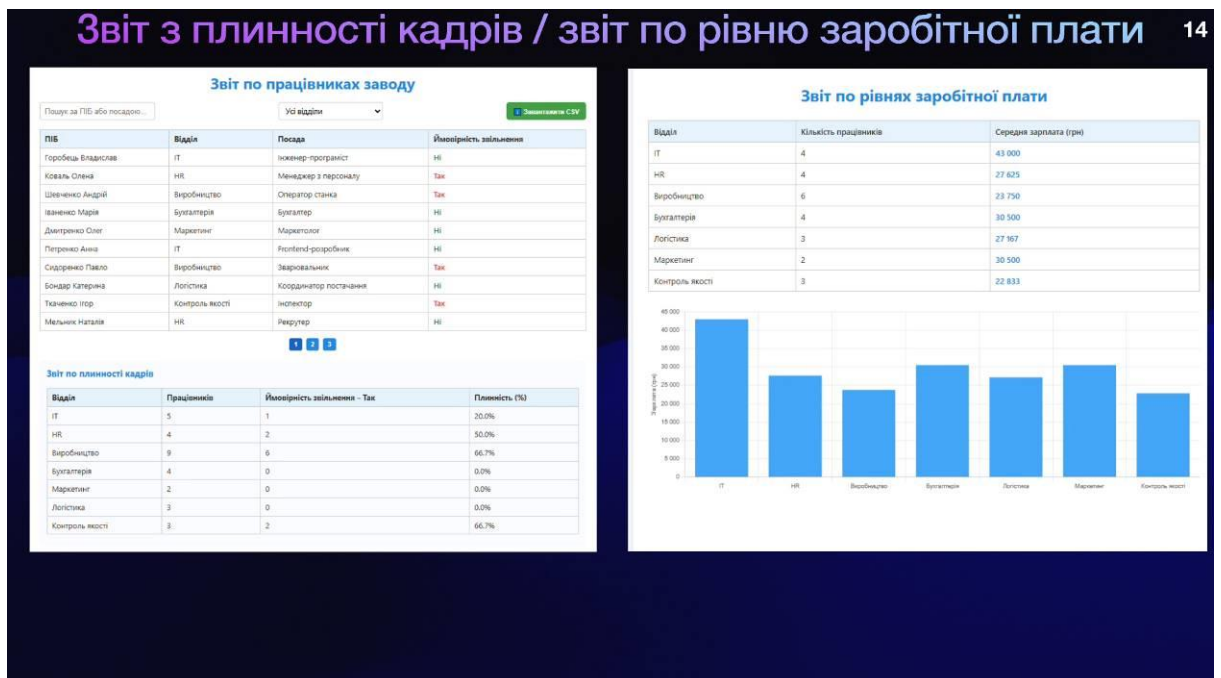 Звіт з плинності кадрів / звіт по рівню заробітної плати 14
Звіт по працівниках заводу
Пошук за ПІБ або посадою... Усі відділи Завантажити CSV
ПІБ Відділ Посада Ймовірність звільнення
Горобець Владислав IT Інженер-програміст Ні
Коваль Олена HR Менеджер з персоналу Так
Шевченко Андрій Виробництво Оператор станка Так
Іваненко Марія Бухгалтерія Бухгалтер Ні
Дмитренко Олег Маркетинг Маркетолог Ні
Петренко Анна IT Frontend-розробник Ні
Сидоренко Павло Виробництво Зварювальник Так
Бондар Катерина Логістика Координатор постачання Ні
Ткаченко Ігор Контроль якості Інспектор Так
Мельник Наталія HR Рекрутер Ні
1 2 3
Звіт по плинності кадрів
Відділ Працівників Ймовірність звільнення – Так Плинність (%)
IT 5 1 20.0%
HR 4 2 50.0%
Виробництво 9 6 66.7%
Бухгалтерія 4 0 0.0%
Маркетинг 2 0 0.0%
Логістика 3 0 0.0%
Контроль якості 3 2 66.7%
Звіт по рівнях заробітної плати
Відділ Кількість працівників Середня зарплата (грн)
IT 4 43 000
HR 4 27 625
Виробництво 6 23 750
Бухгалтерія 4 30 500
Логістика 3 27 167
Маркетинг 2 30 500
Контроль якості 3 22 833
Зарплата (грн)
45 000
40 000
35 000
30 000
25 000
20 000
15 000
10 000
5 000
0
IT HR Виробництво Бухгалтерія Логістика Маркетинг Контроль якості